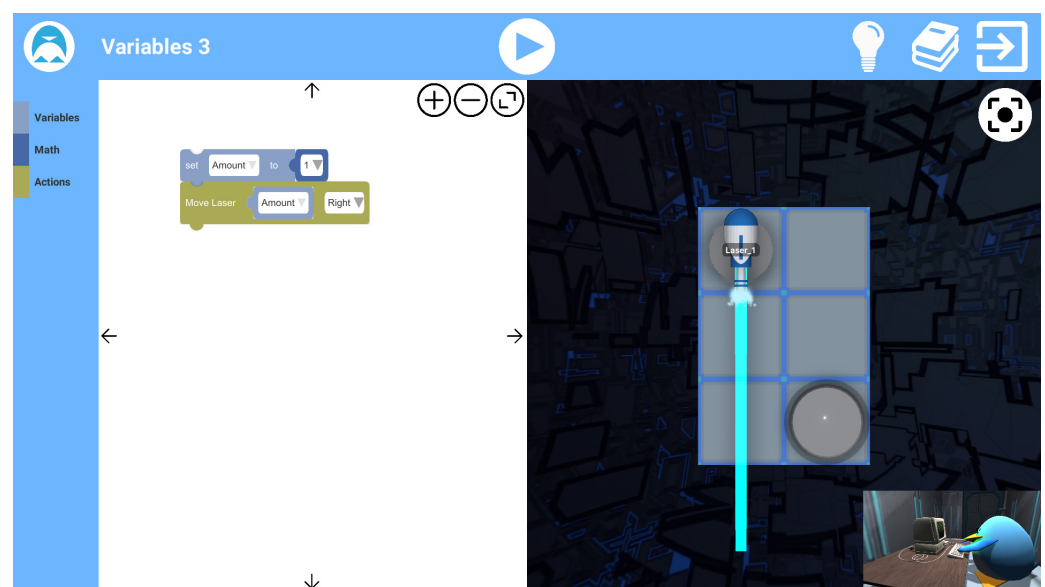 Variables 3
Variables
Math
Actions
set Amount to 1
Move Laser Amount Right
Laser_1